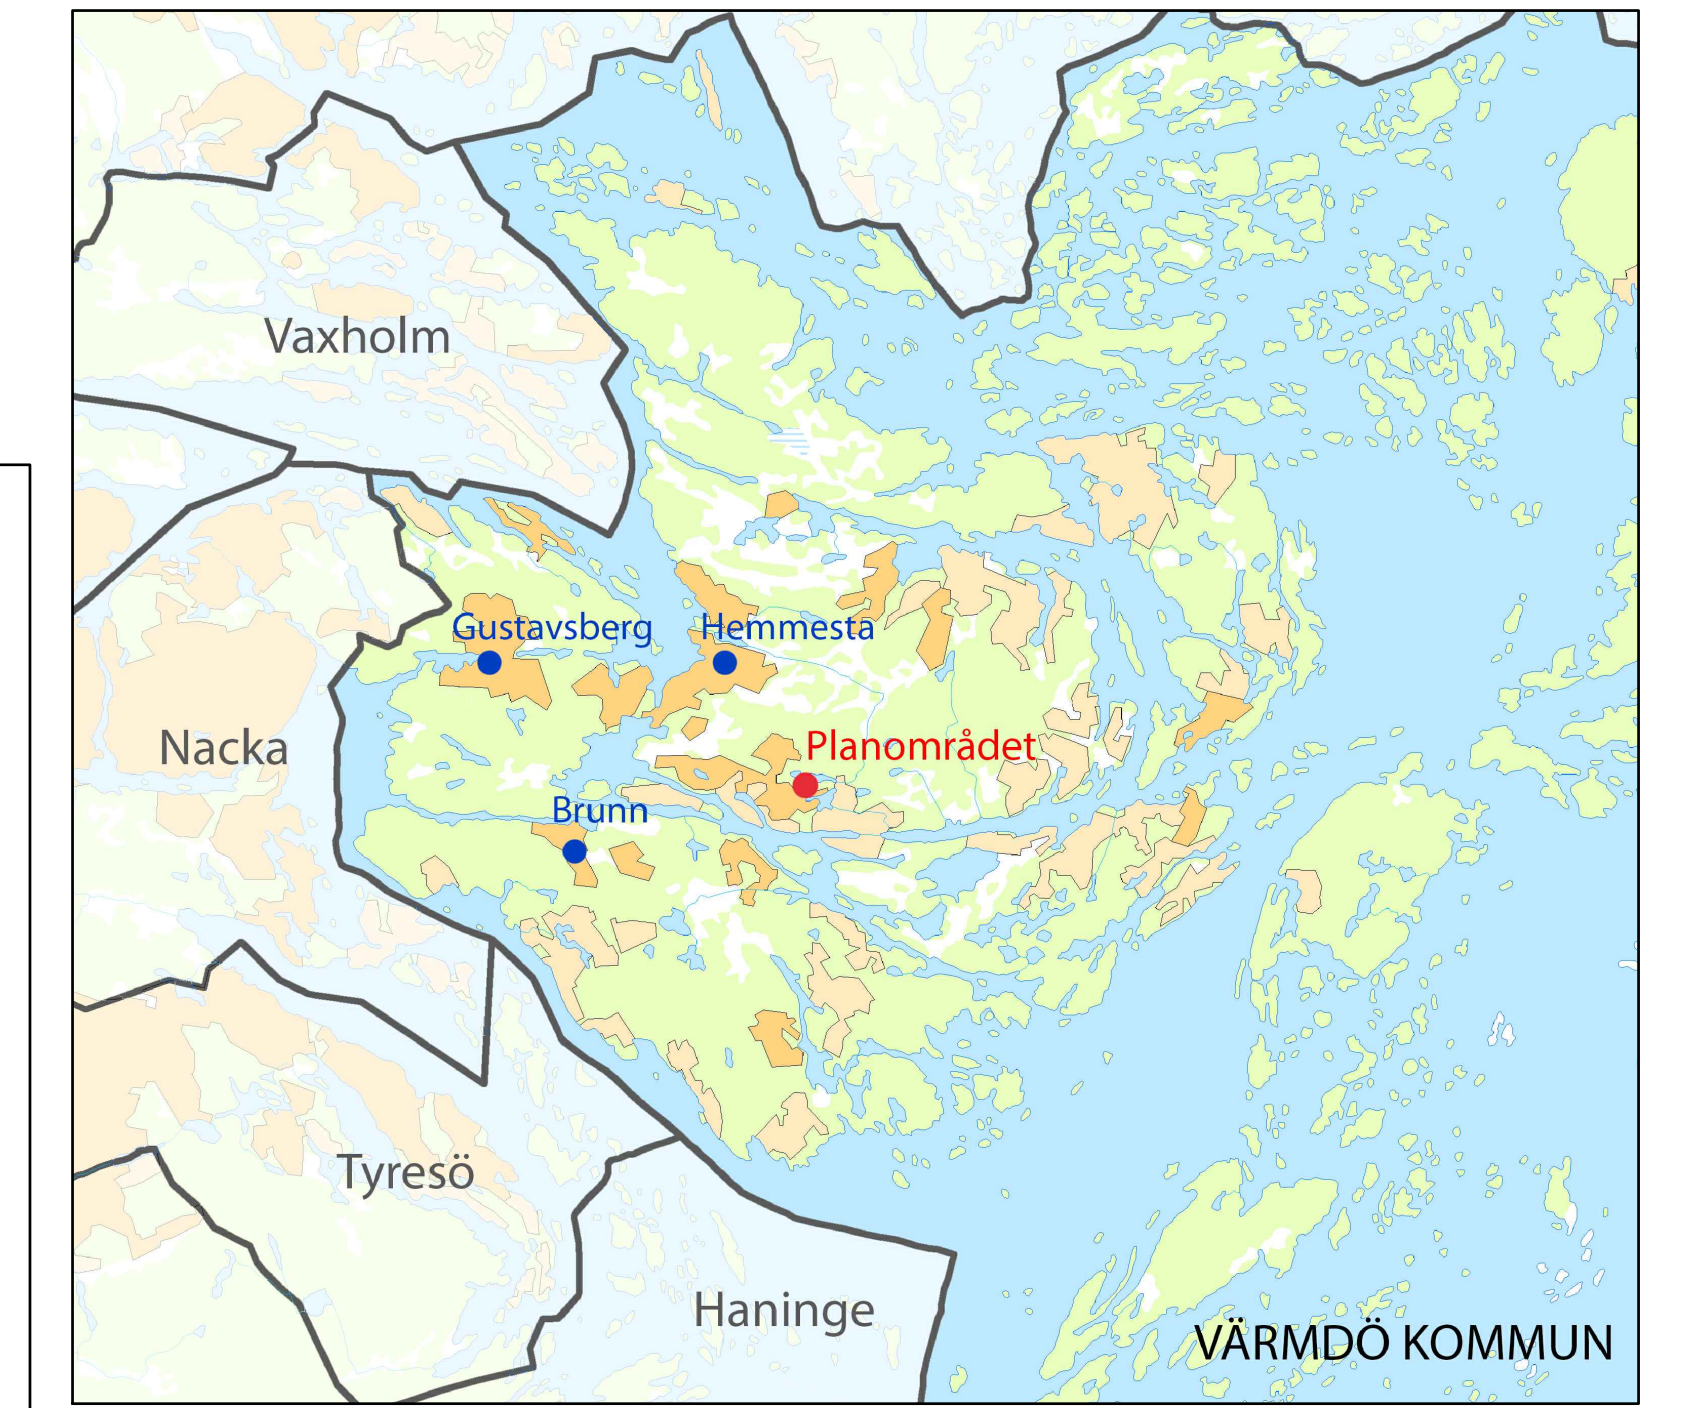 Vaxholm
Gustavsberg
Hemmesta
Nacka
Planområdet
Brunn
Tyresö
Haninge
VÄRMDÖ KOMMUN